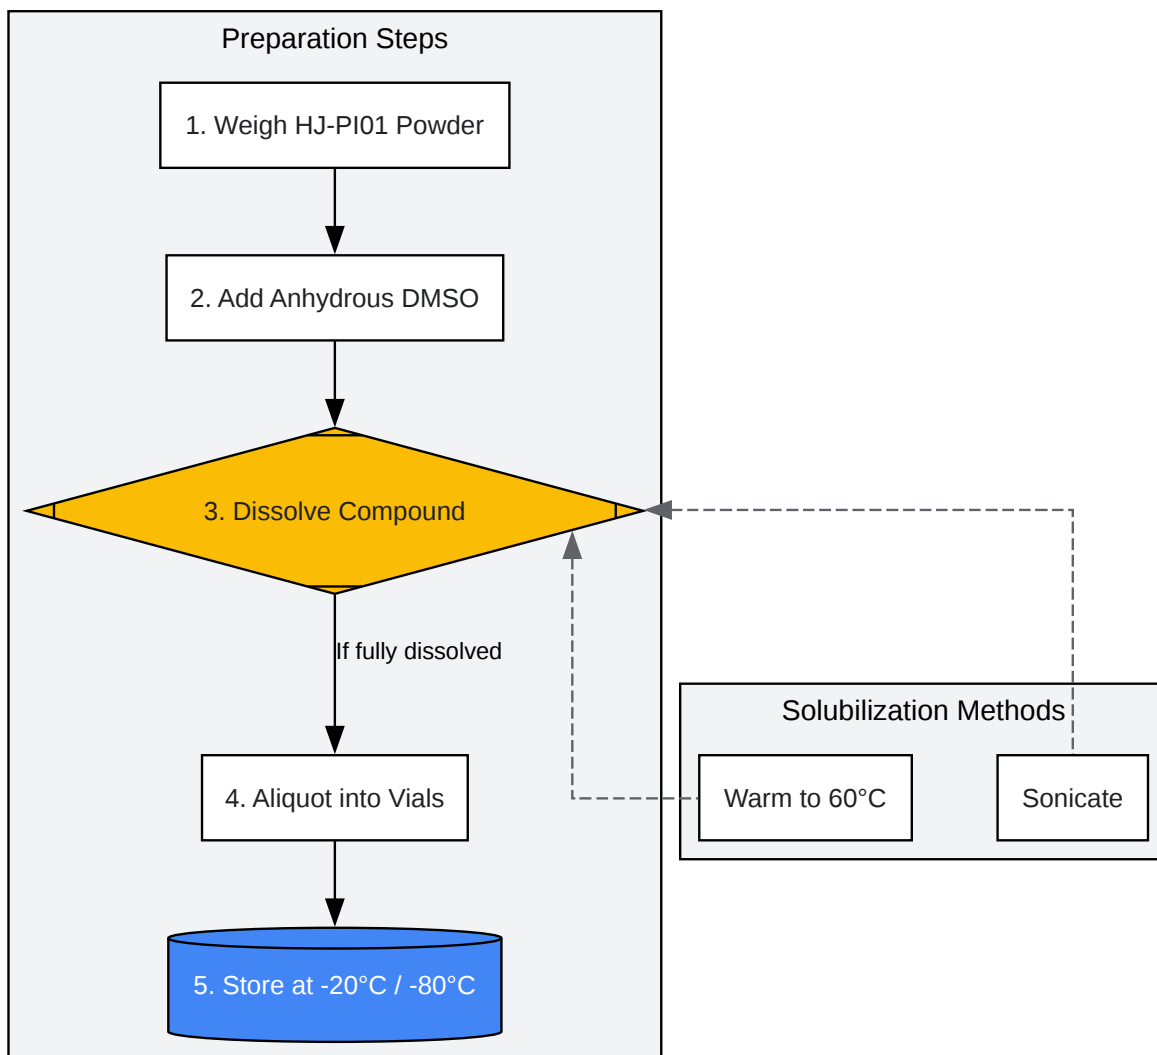 Preparation Steps
1. Weigh HJ-PI01 Powder
2. Add Anhydrous DMSO
3. Dissolve Compound
If fully dissolved
Solubilization Methods
Warm to 60°C
Sonicate
4. Aliquot into Vials
5. Store at -20°C / -80°C